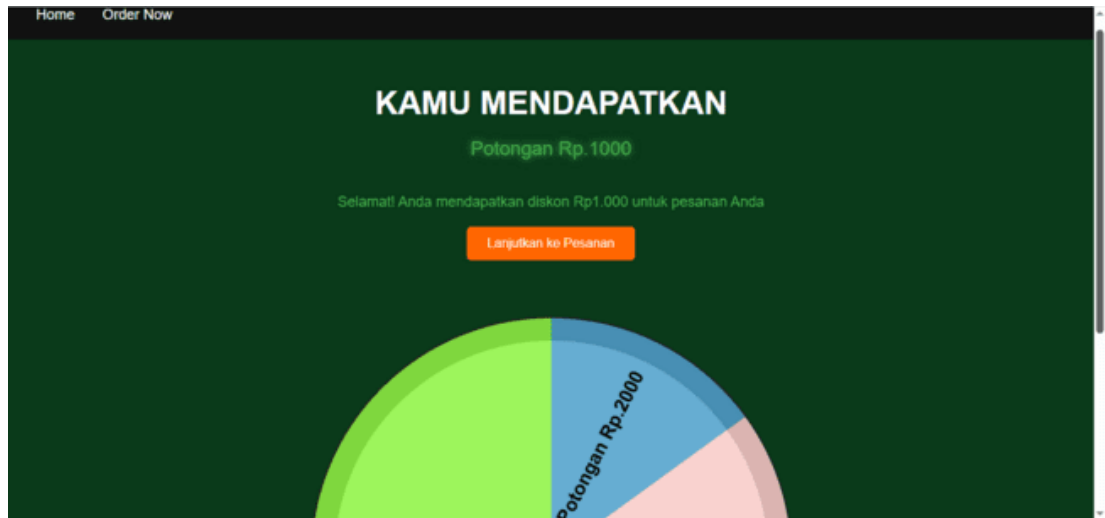 Home Order Now
KAMU MENDAPATKAN
Potongan Rp.1000
Selamat! Anda mendapatkan diskon Rp1.000 untuk pesanan Anda
Lanjutkan ke Pesanan
Potongan Rp.2000